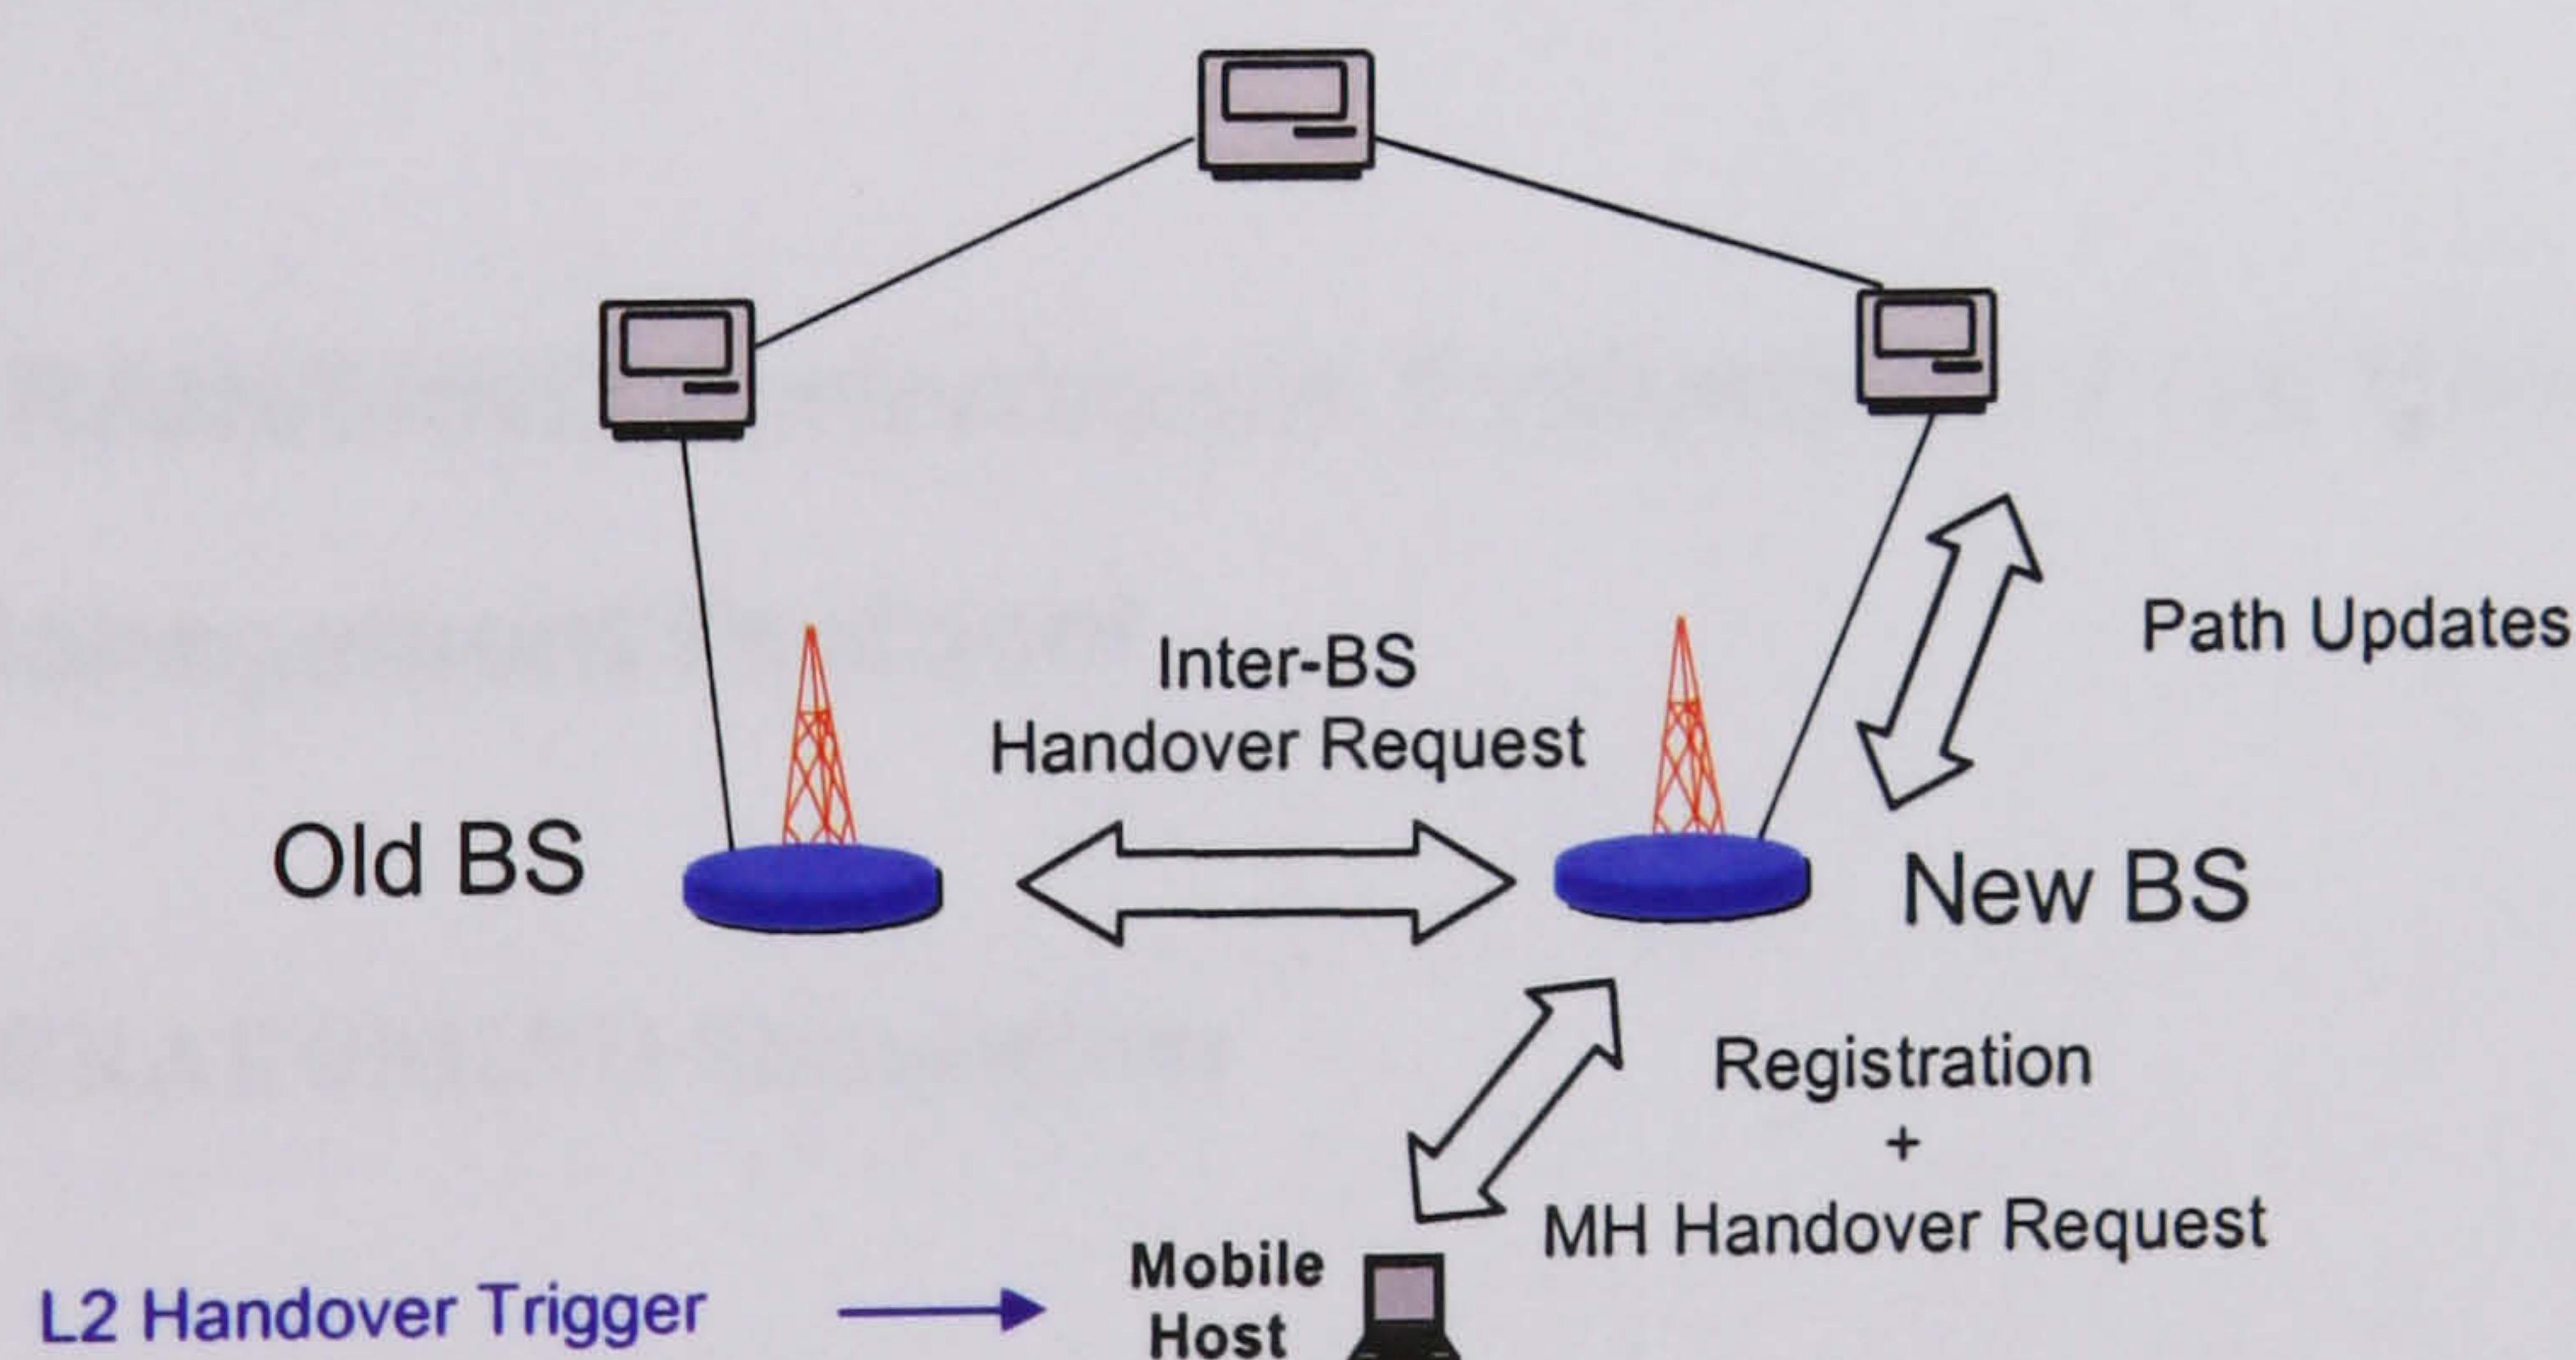 Inter-BS
Handover Request
Path Updates
Old BS
New BS
Registration
+
MH Handover Request
L2 Handover Trigger
Mobile
Host